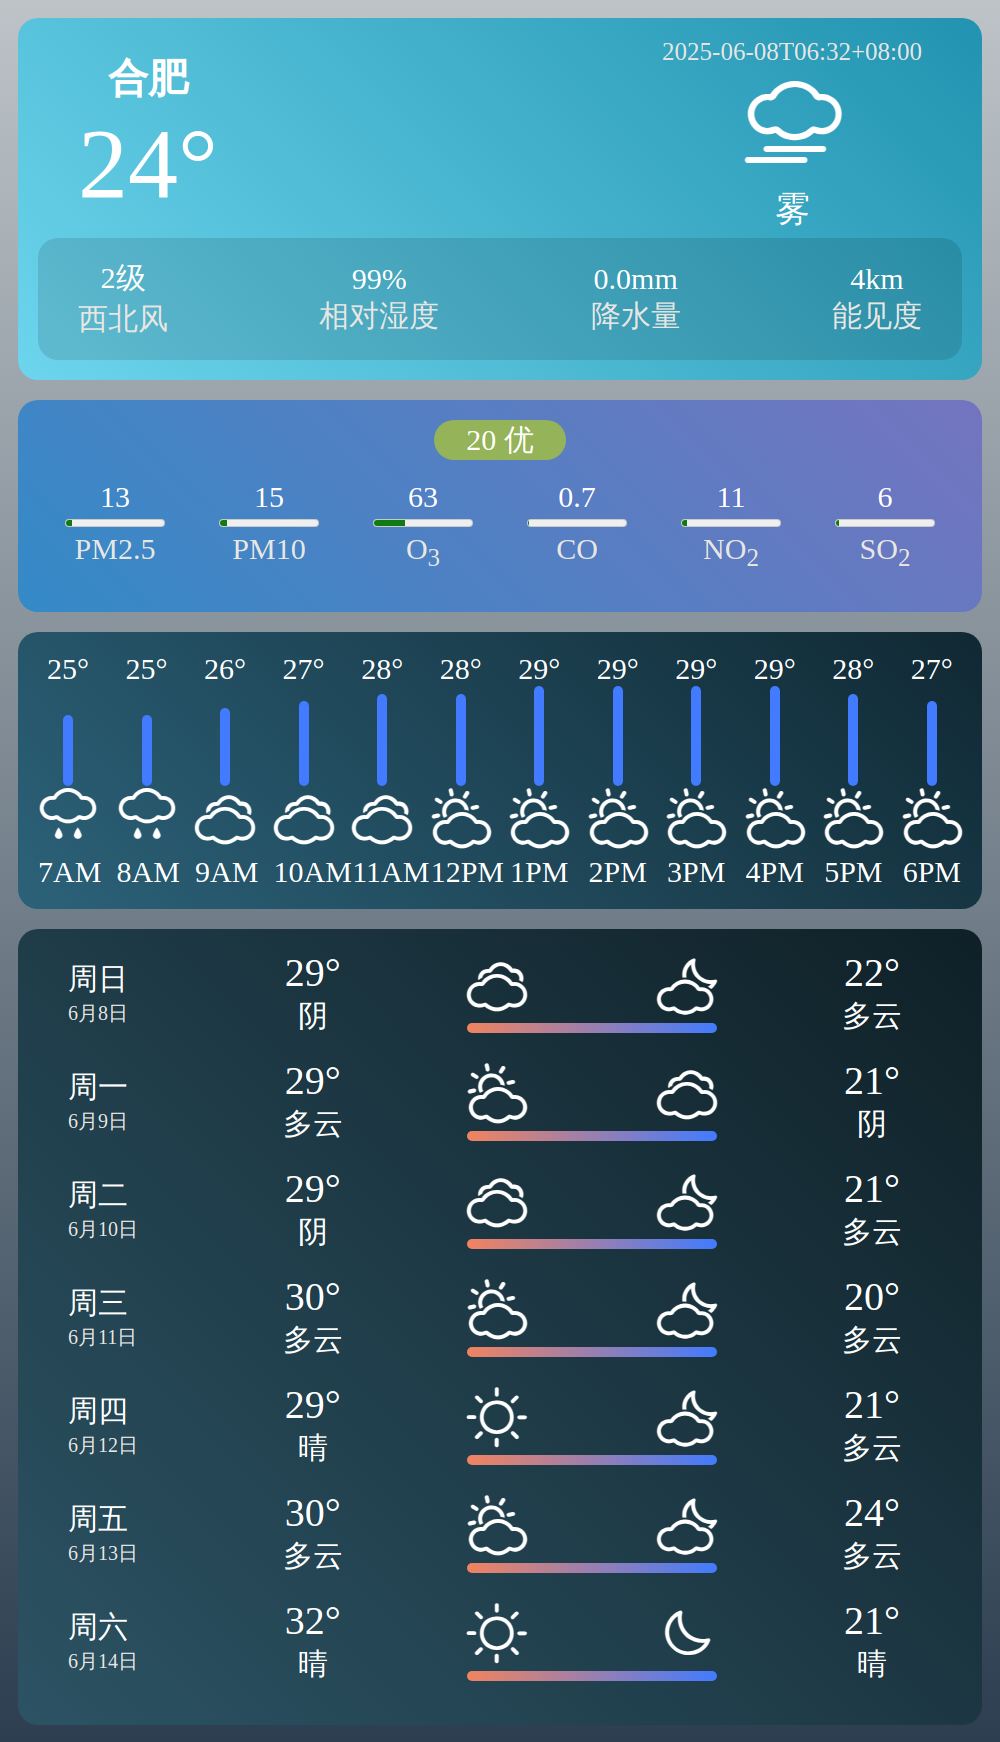 合肥
24°
2025-06-08T06:32+08:00
雾
2级 99% 0.0mm 4km
西北风 相对湿度 降水量 能见度
20 优
13 15 63 0.7 11 6
PM2.5 PM10 O3 CO NO2 SO2
25° 25° 26° 27° 28° 28° 29° 29° 29° 29° 28° 27°
7AM 8AM 9AM 10AM 11AM 12PM 1PM 2PM 3PM 4PM 5PM 6PM
周日 29° 22°
6月8日 阴 多云
周一 29° 21°
6月9日 多云 阴
周二 29° 21°
6月10日 阴 多云
周三 30° 20°
6月11日 多云 多云
周四 29° 21°
6月12日 晴 多云
周五 30° 24°
6月13日 多云 多云
周六 32° 21°
6月14日 晴 晴